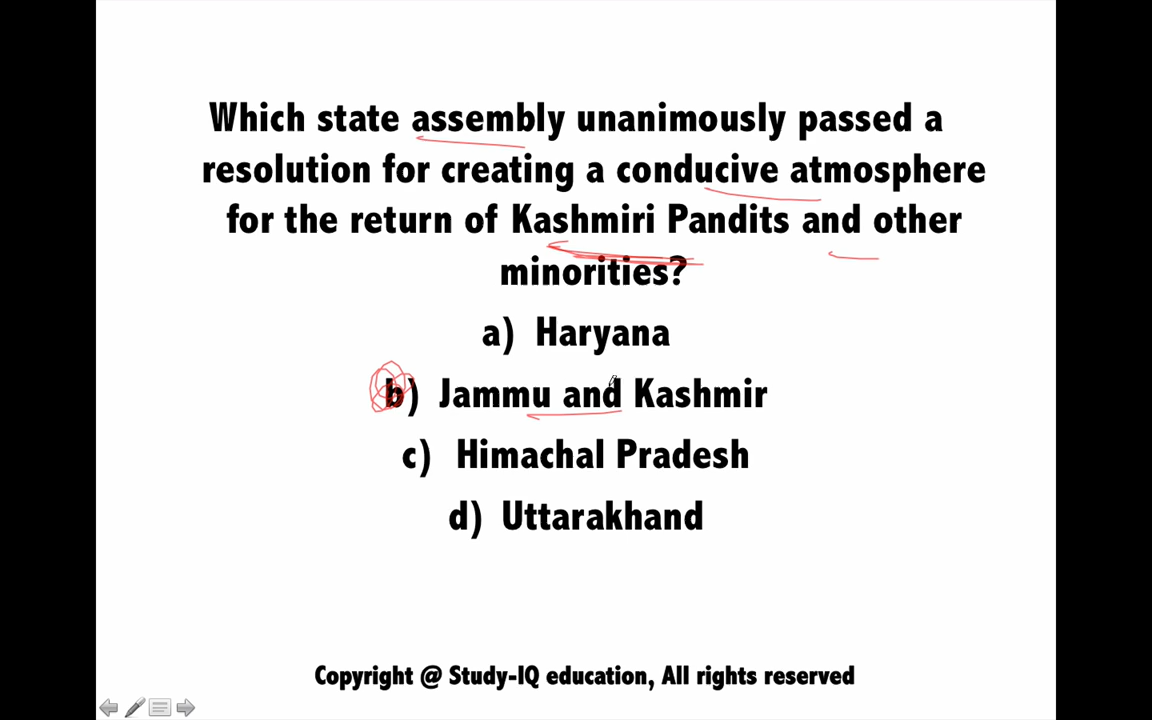 Which state assembly unanimously passed a
resolution for creating a conducive atmosphere
for the return of Kashmiri Pandits and other
minorities?
a) Haryana
b) Jammu and Kashmir
c) Himachal Pradesh
d) Uttarakhand
Copyright @ Study-IQ education, All rights reserved